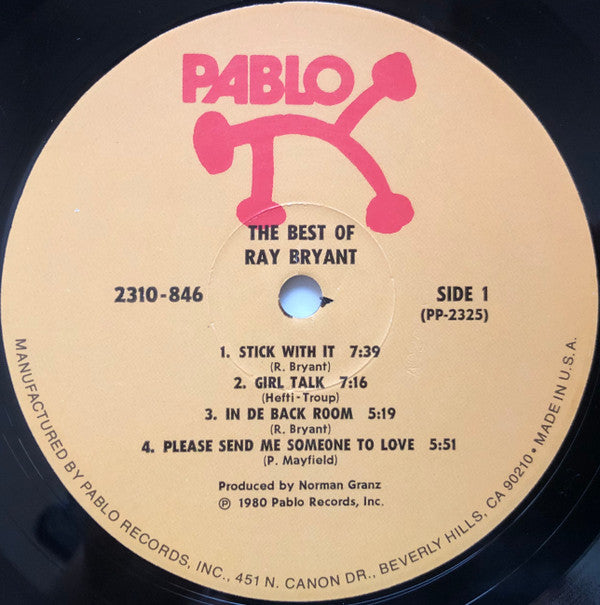 PABLO
THE BEST OF
RAY BRYANT
2310-846
SIDE 1
(PP-2325)
1. STICK WITH IT 7:39
(R. Bryant)
2. GIRL TALK 7:16
(Hefti-Troup)
3. IN DE BACK ROOM 5:19
(R. Bryant)
4. PLEASE SEND ME SOMEONE TO LOVE 5:51
(P. Mayfield)
Produced by Norman Granz
℗ 1980 Pablo Records, Inc.
MANUFACTURED BY PABLO RECORDS, INC., 451 N. CANON DR., BEVERLY HILLS, CA 90210 • MADE IN U.S.A.